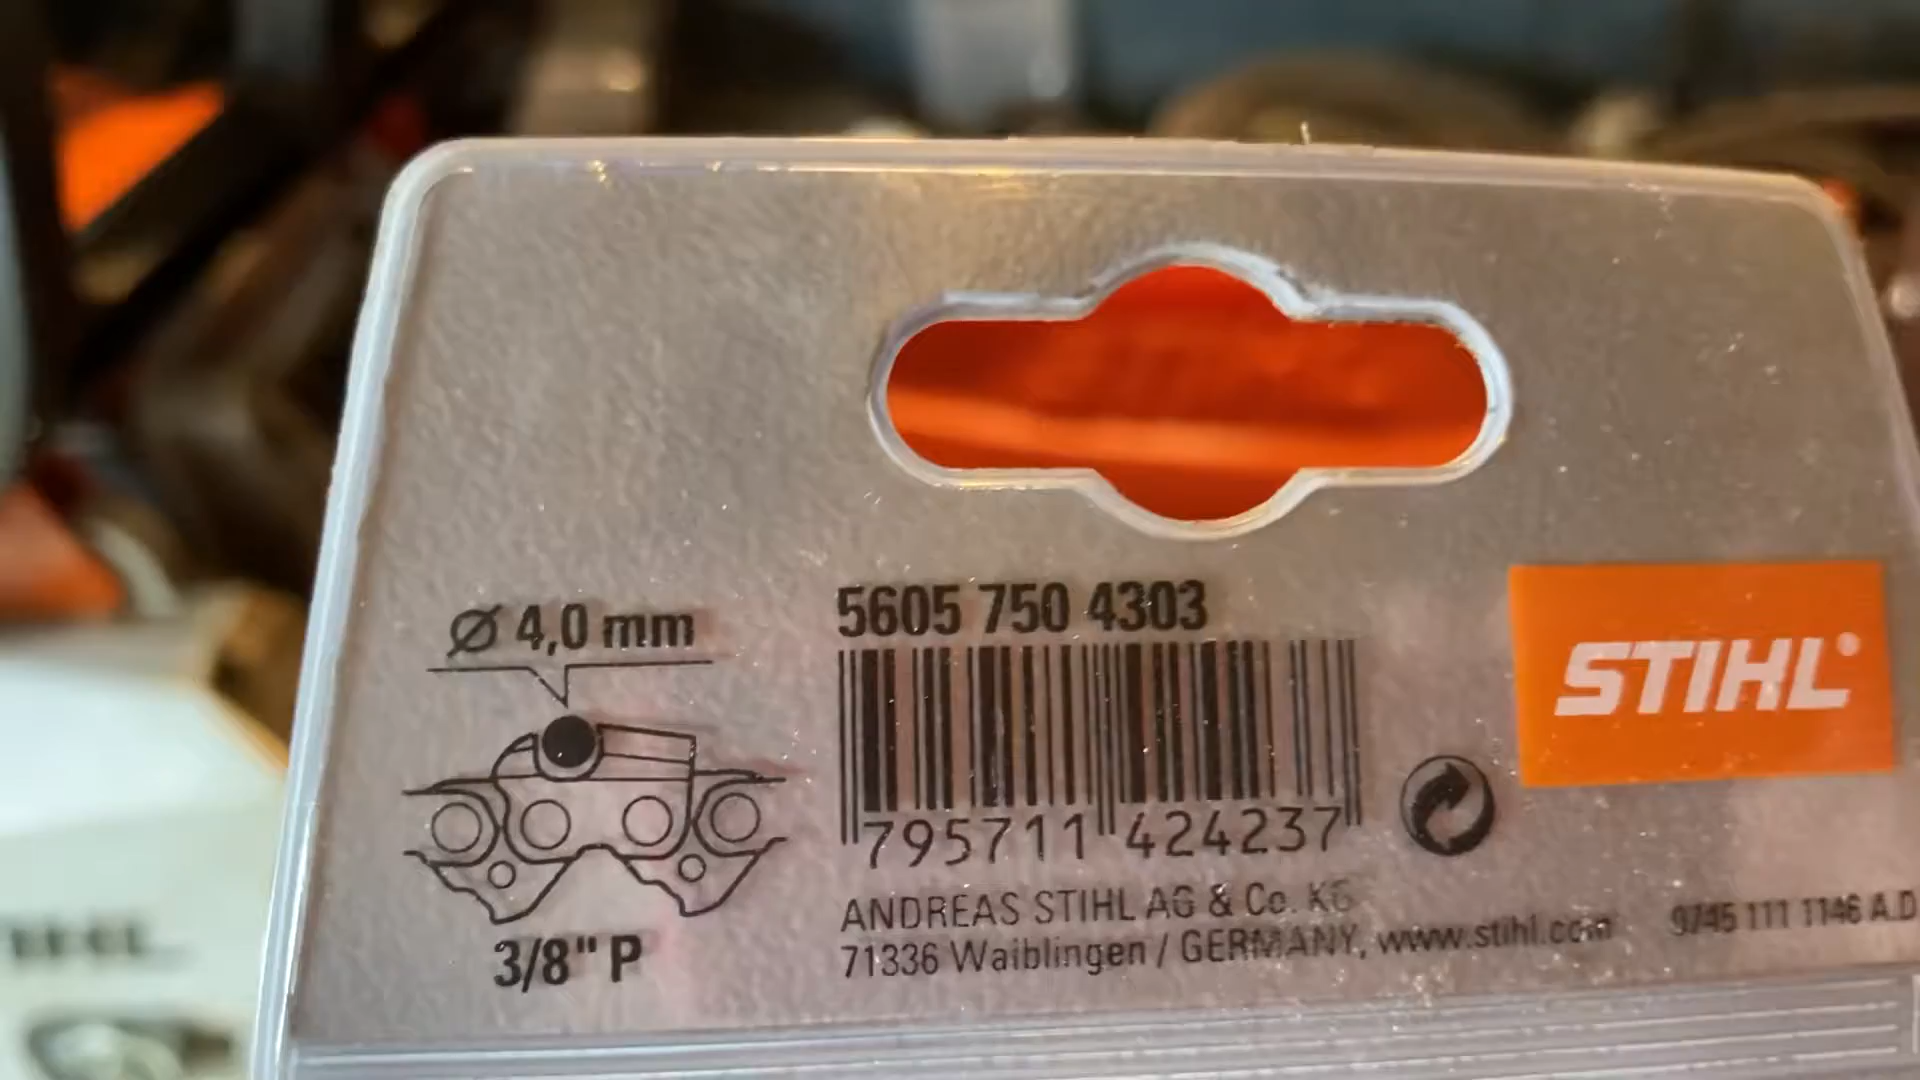 Ø 4,0 mm
3/8" P
5605 750 4303
795711 424237
ANDREAS STIHL AG & Co. KG
71336 Waiblingen / GERMANY, www.stihl.com
9745 111 1146 A.D
STIHL